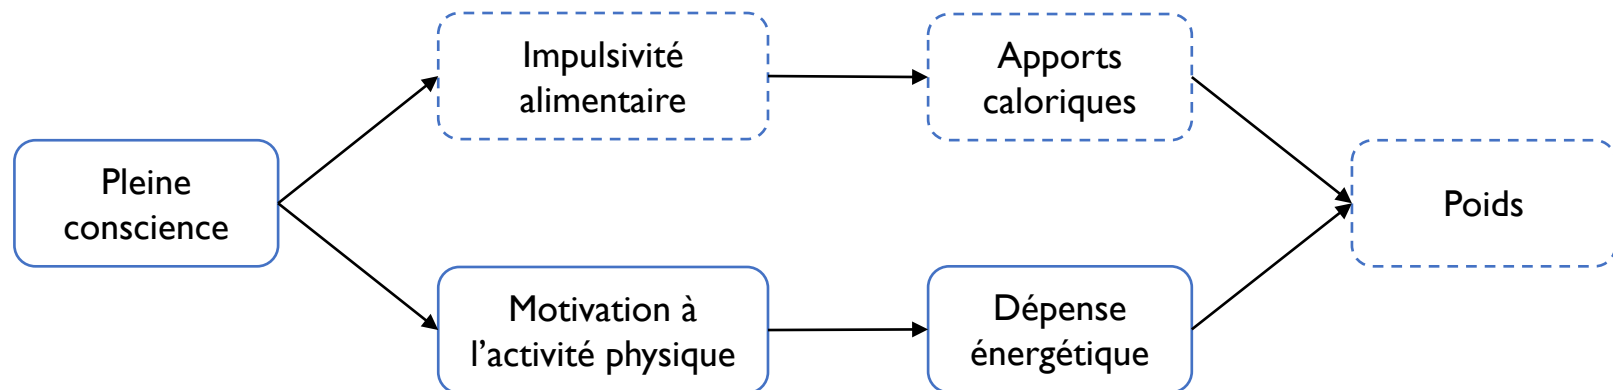 Impulsivité
alimentaire
Apports
caloriques
Pleine
conscience
Poids
Motivation à
l’activité physique
Dépense
énergétique